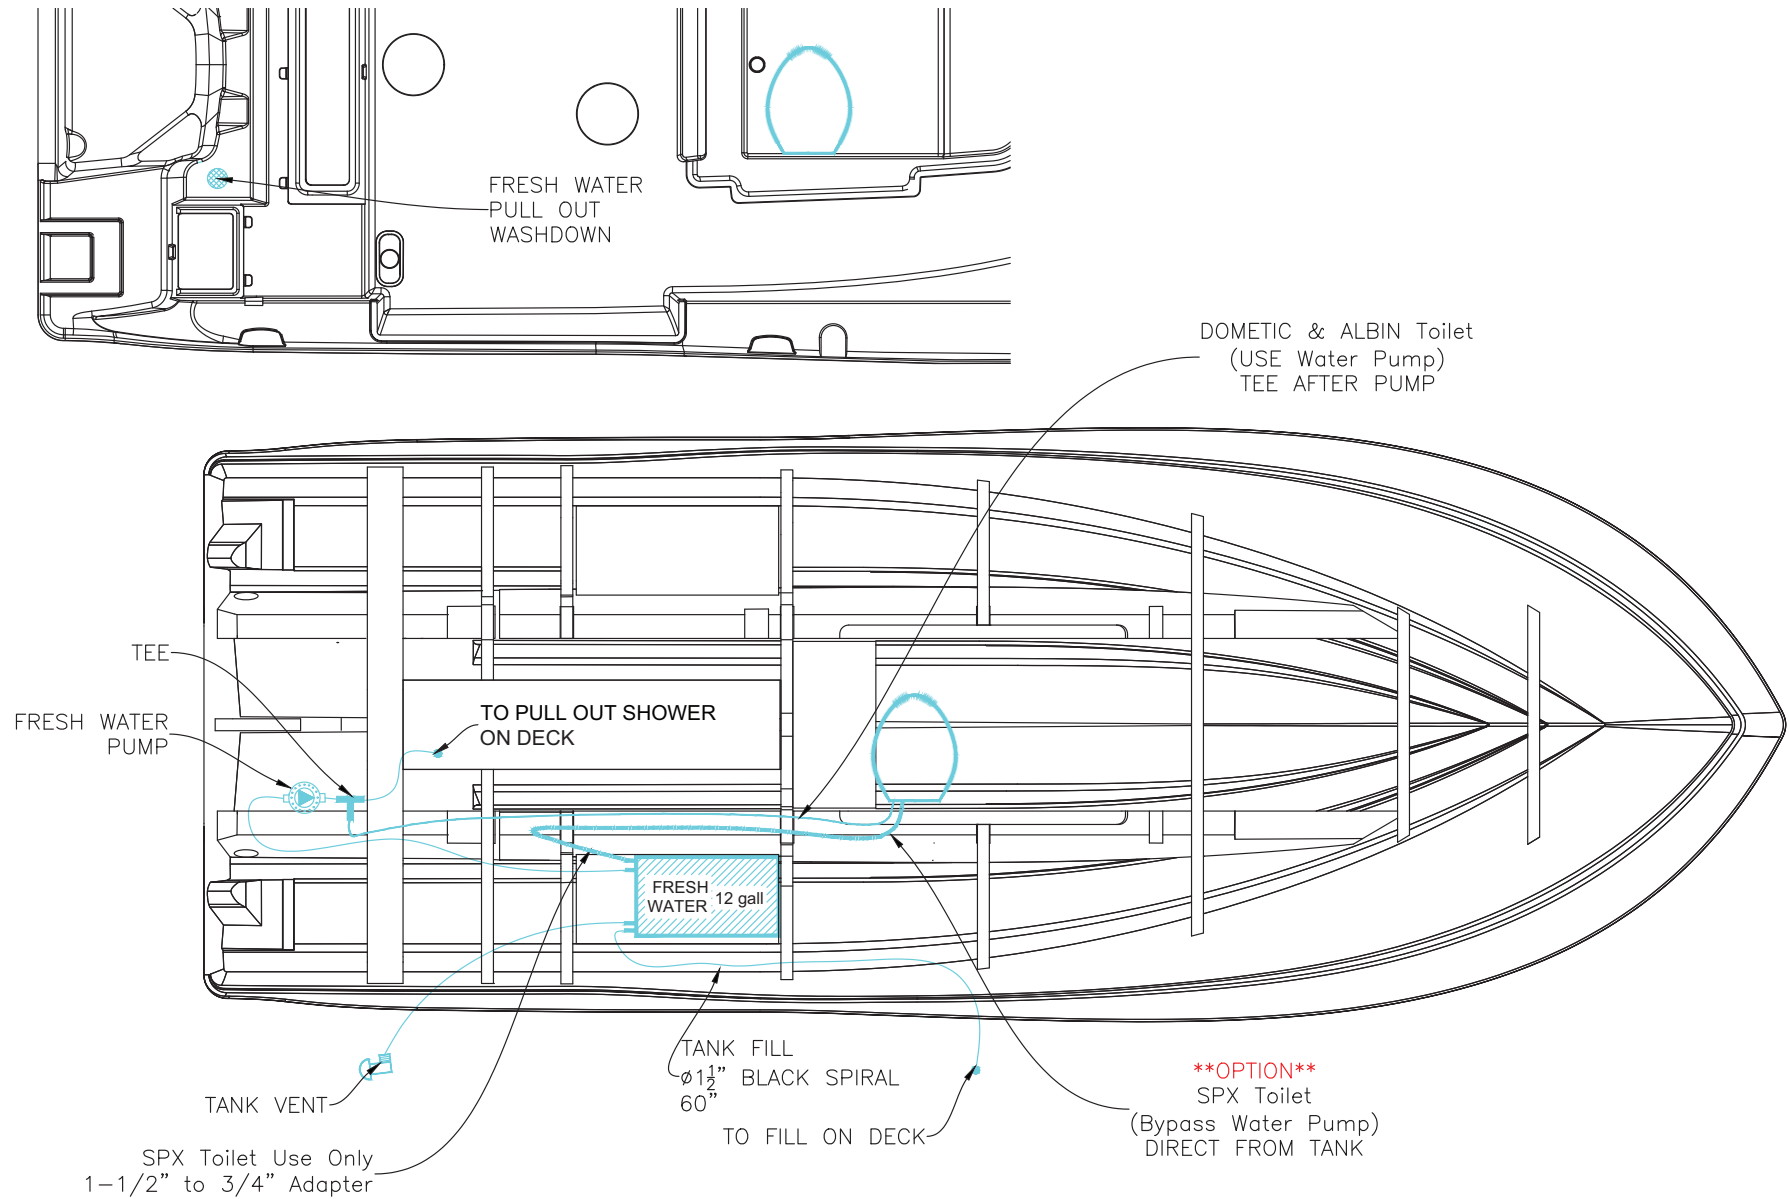 FRESH WATER
PULL OUT
WASHDOWN
DOMETIC & ALBIN Toilet
(USE Water Pump)
TEE AFTER PUMP
TEE
FRESH WATER
PUMP
TO PULL OUT SHOWER
ON DECK
FRESH
WATER
12 gall
TANK FILL
ø1½" BLACK SPIRAL
60"
TANK VENT
TO FILL ON DECK
**OPTION**
SPX Toilet
(Bypass Water Pump)
DIRECT FROM TANK
SPX Toilet Use Only
1-1/2" to 3/4" Adapter